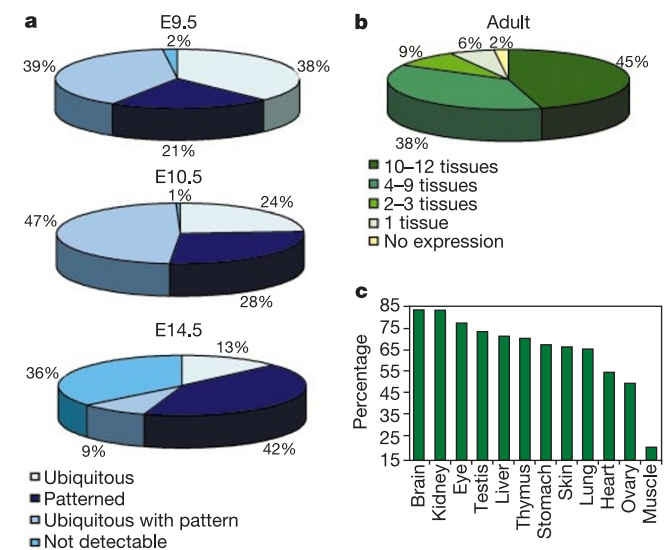 a
E9.5
2%
39%
38%
21%
E10.5
1%
24%
47%
28%
E14.5
13%
36%
9%
42%
Ubiquitous
Patterned
Ubiquitous with pattern
Not detectable
b
Adult
9%
6%
2%
45%
38%
10–12 tissues
4–9 tissues
2–3 tissues
1 tissue
No expression
c
Percentage
85
75
65
55
45
35
25
15
Brain
Kidney
Eye
Testis
Liver
Thymus
Stomach
Skin
Lung
Heart
Ovary
Muscle